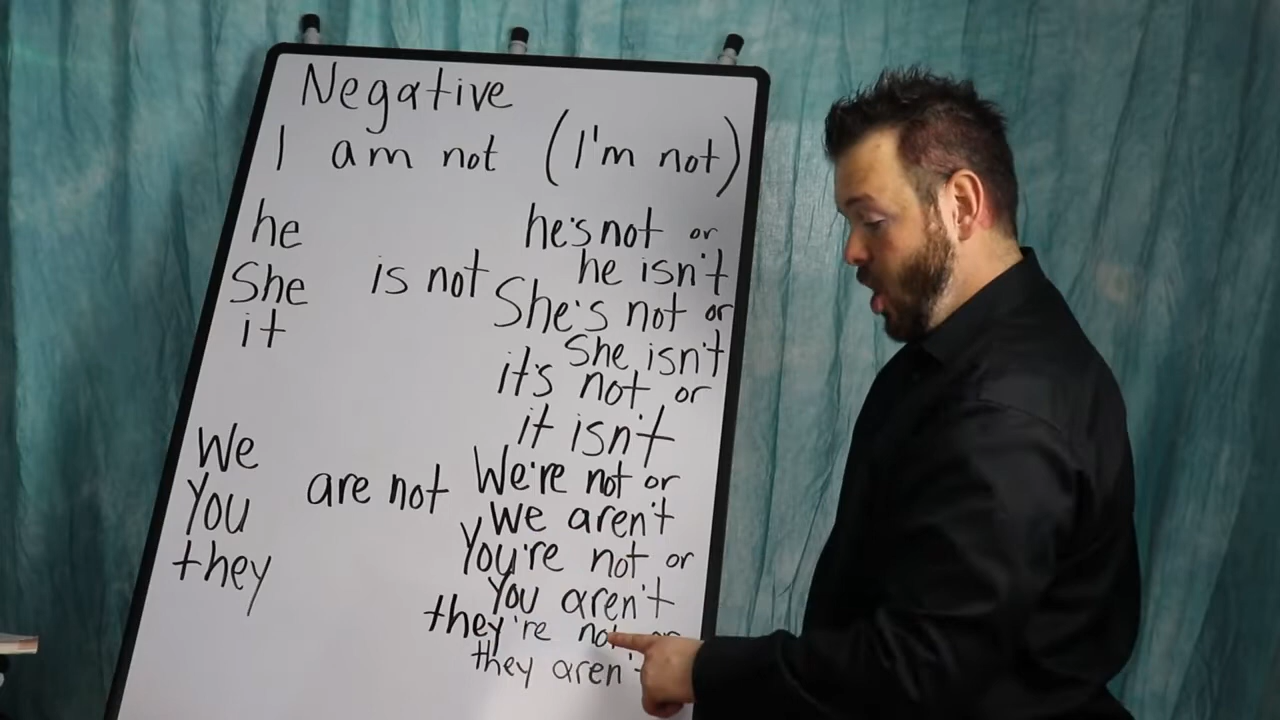 Negative
I am not (I'm not)
he he's not or
he isn't
She is not She's not or
She isn't
it it's not or
it isn't
We We're not or
are not we aren't
You You're not or
You aren't
they they're not or
they aren't